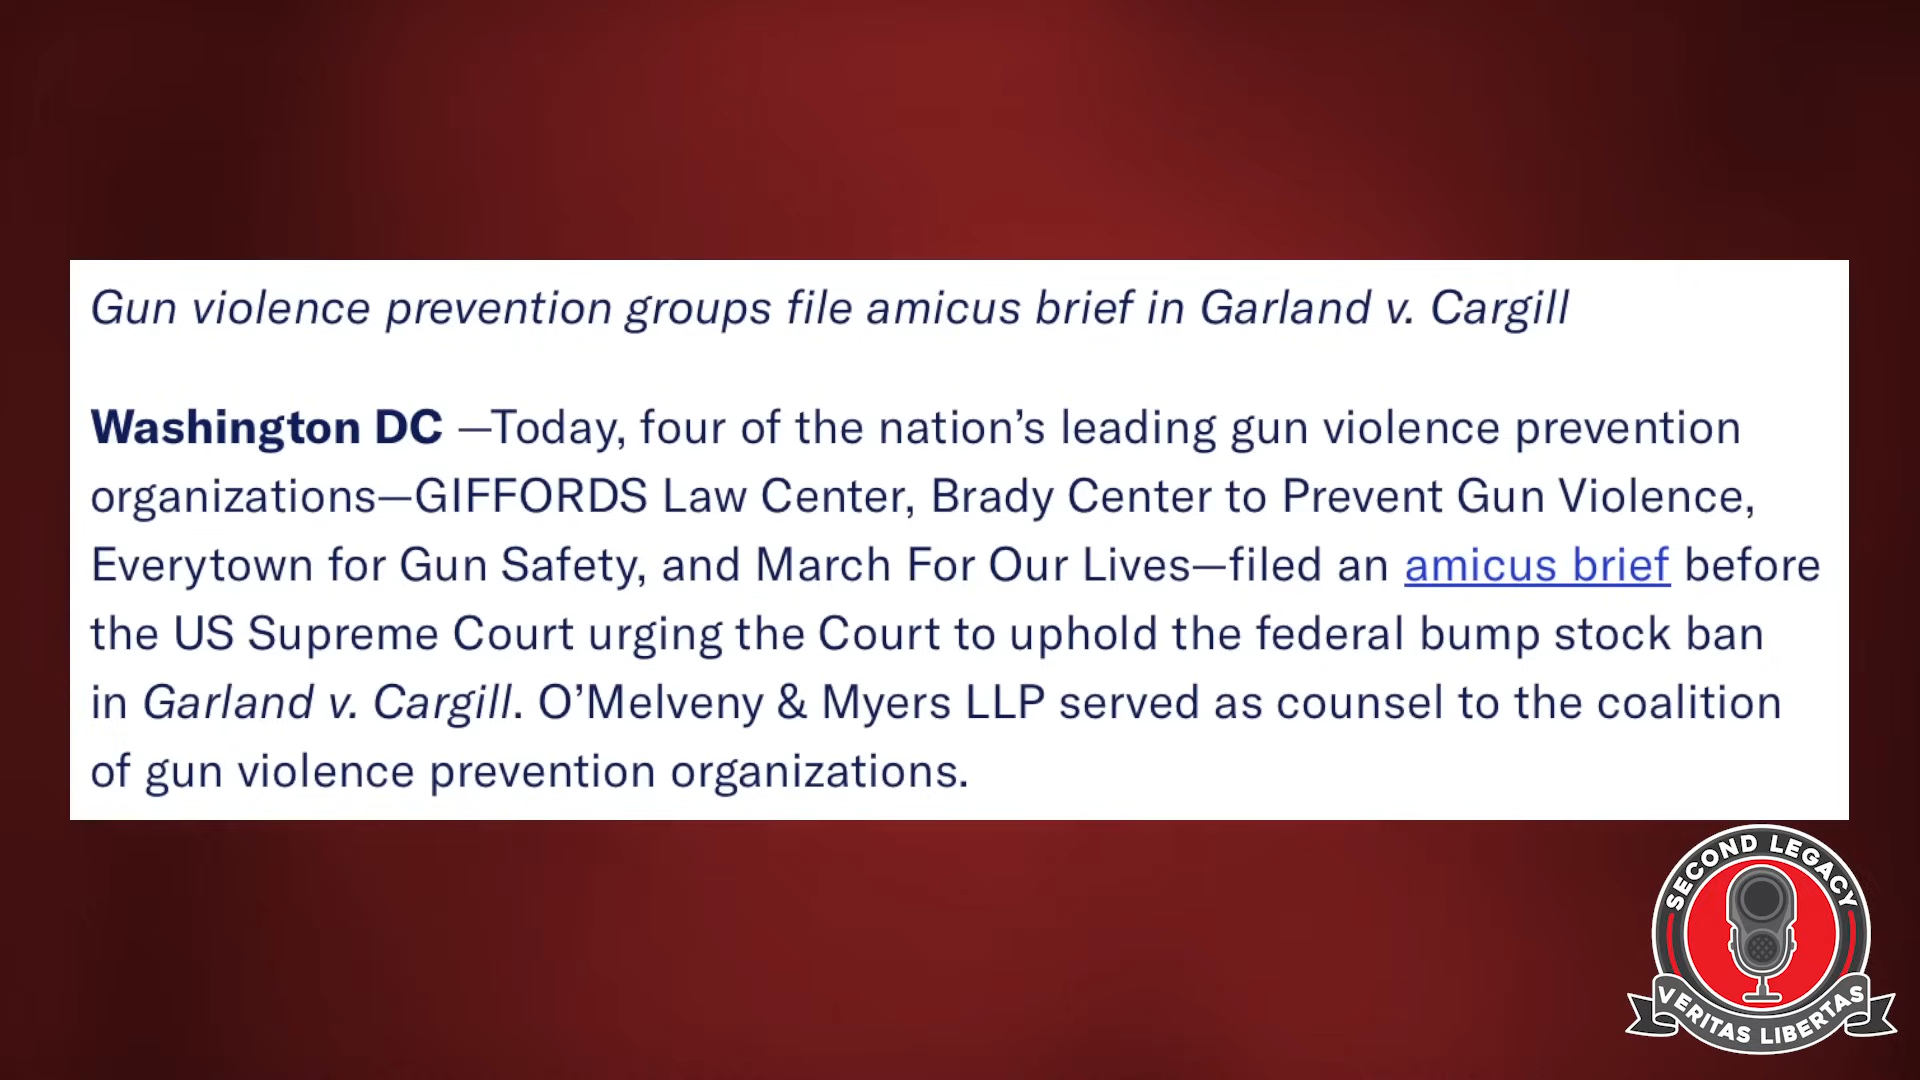 Gun violence prevention groups file amicus brief in Garland v. Cargill
Washington DC —Today, four of the nation’s leading gun violence prevention
organizations—GIFFORDS Law Center, Brady Center to Prevent Gun Violence,
Everytown for Gun Safety, and March For Our Lives—filed an amicus brief before
the US Supreme Court urging the Court to uphold the federal bump stock ban
in Garland v. Cargill. O’Melveny & Myers LLP served as counsel to the coalition
of gun violence prevention organizations.
SECOND LEGACY
VERITAS LIBERTAS